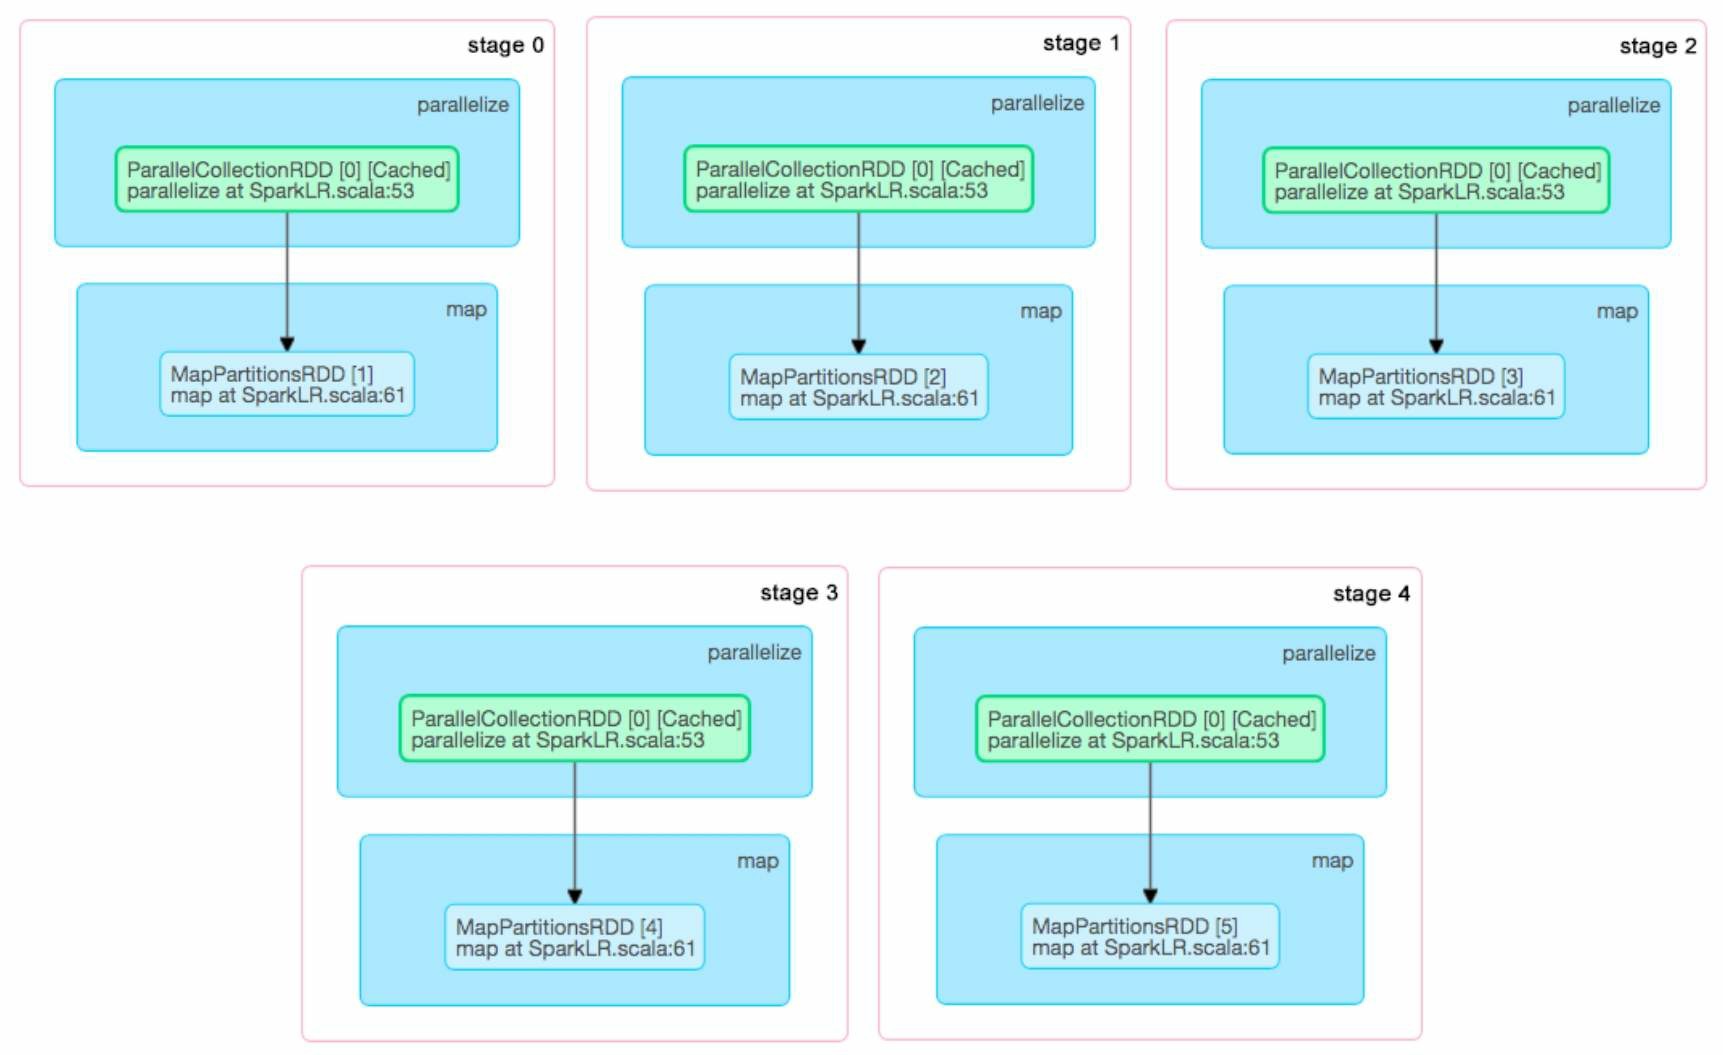 stage 0
parallelize
ParallelCollectionRDD [0] [Cached]
parallelize at SparkLR.scala:53
map
MapPartitionsRDD [1]
map at SparkLR.scala:61
stage 1
parallelize
ParallelCollectionRDD [0] [Cached]
parallelize at SparkLR.scala:53
map
MapPartitionsRDD [2]
map at SparkLR.scala:61
stage 2
parallelize
ParallelCollectionRDD [0] [Cached]
parallelize at SparkLR.scala:53
map
MapPartitionsRDD [3]
map at SparkLR.scala:61
stage 3
parallelize
ParallelCollectionRDD [0] [Cached]
parallelize at SparkLR.scala:53
map
MapPartitionsRDD [4]
map at SparkLR.scala:61
stage 4
parallelize
ParallelCollectionRDD [0] [Cached]
parallelize at SparkLR.scala:53
map
MapPartitionsRDD [5]
map at SparkLR.scala:61